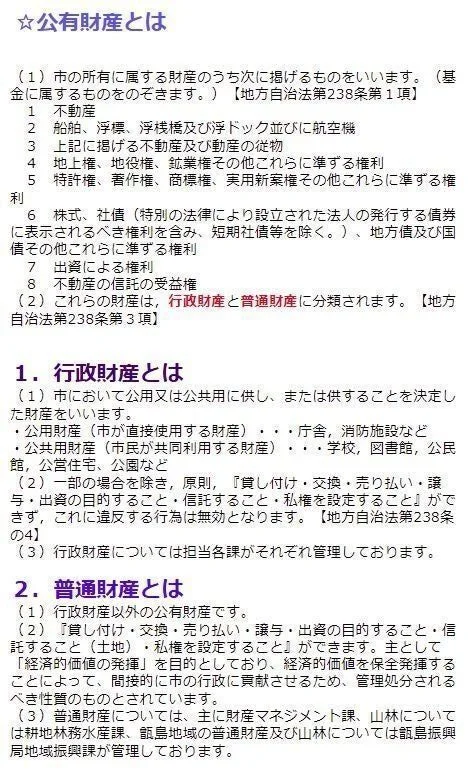 ☆公有財産とは
（1）市の所有に属する財産のうち次に掲げるものをいいます。（基
金に属するものをのぞきます。）【地方自治法第238条第１項】
１　不動産
２　船舶、浮標、浮桟橋及び浮ドック並びに航空機
３　上記に掲げる不動産及び動産の従物
４　地上権、地役権、鉱業権その他これらに準ずる権利
５　特許権、著作権、商標権、実用新案権その他これらに準ずる権
利
６　株式、社債（特別の法律により設立された法人の発行する債券
に表示されるべき権利を含み、短期社債等を除く。）、地方債及び国
債その他これらに準ずる権利
７　出資による権利
８　不動産の信託の受益権
（2）これらの財産は，行政財産と普通財産に分類されます。【地方
自治法第238条第３項】
１．行政財産とは
（1）市において公用又は公共用に供し、または供することを決定し
た財産をいいます。
・公用財産（市が直接使用する財産）・・・庁舎，消防施設など
・公共用財産（市民が共同利用する財産）・・・学校，図書館，公民
館，公営住宅、公園など
（2）一部の場合を除き，原則，『貸し付け・交換・売り払い・譲
与・出資の目的すること・信託すること・私権を設定すること』がで
きず，これに違反する行為は無効となります。【地方自治法第238条
の4】
（3）行政財産については担当各課がそれぞれ管理しております。
２．普通財産とは
（1）行政財産以外の公有財産です。
（2）『貸し付け・交換・売り払い・譲与・出資の目的すること・信
託すること（土地）・私権を設定すること』ができます。主として
「経済的価値の発揮」を目的としており、経済的価値を保全発揮する
ことによって、間接的に市の行政に貢献させるため、管理処分される
べき性質のものとされています。
（3）普通財産については、主に財産マネジメント課、山林について
は耕地林務水産課、甑島地域の普通財産及び山林については甑島振興
局地域振興課が管理しております。